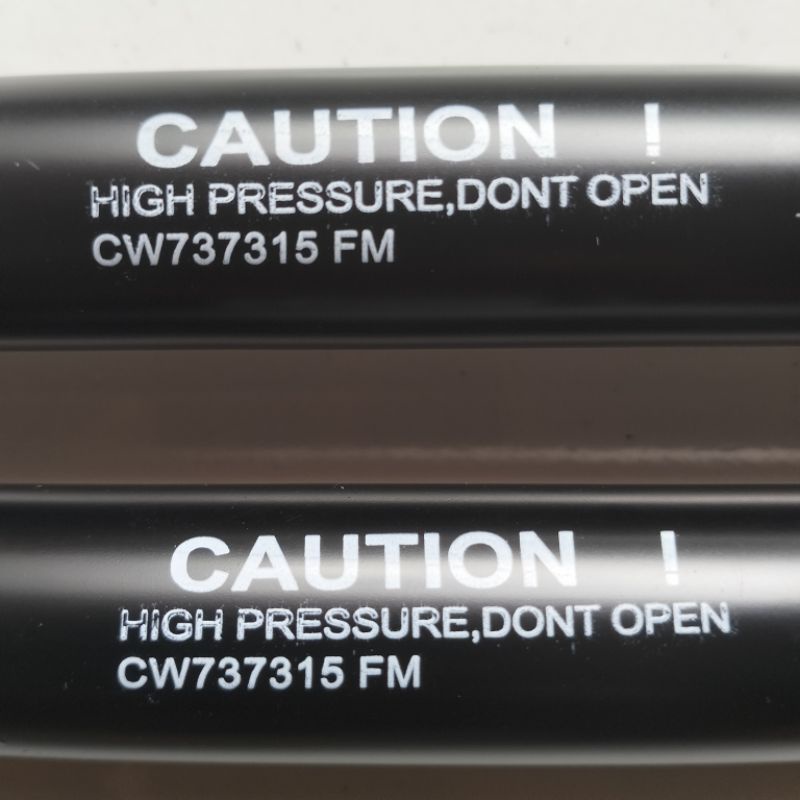 CAUTION !
HIGH PRESSURE,DONT OPEN
CW737315 FM
CAUTION !
HIGH PRESSURE,DONT OPEN
CW737315 FM